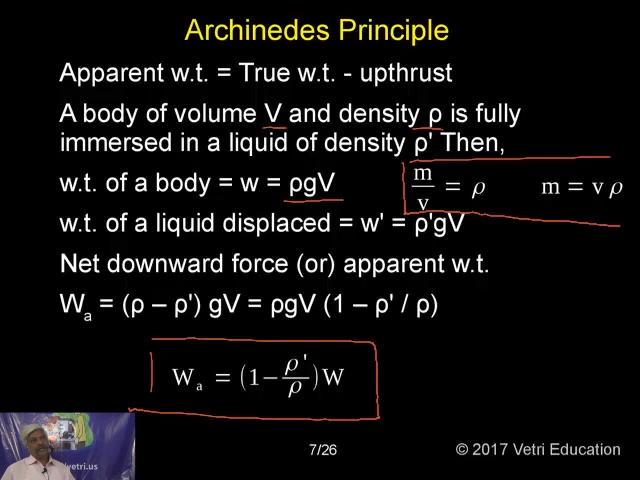 Archinedes Principle
Apparent w.t. = True w.t. - upthrust
A body of volume V and density ρ is fully
immersed in a liquid of density ρ' Then,
w.t. of a body = w = ρgV
m/v = ρ m = v ρ
w.t. of a liquid displaced = w' = ρ'gV
Net downward force (or) apparent w.t.
Wₐ = (ρ – ρ') gV = ρgV (1 – ρ' / ρ)
Wₐ = (1 − ρ'/ρ) W
vetri.us
7/26
© 2017 Vetri Education